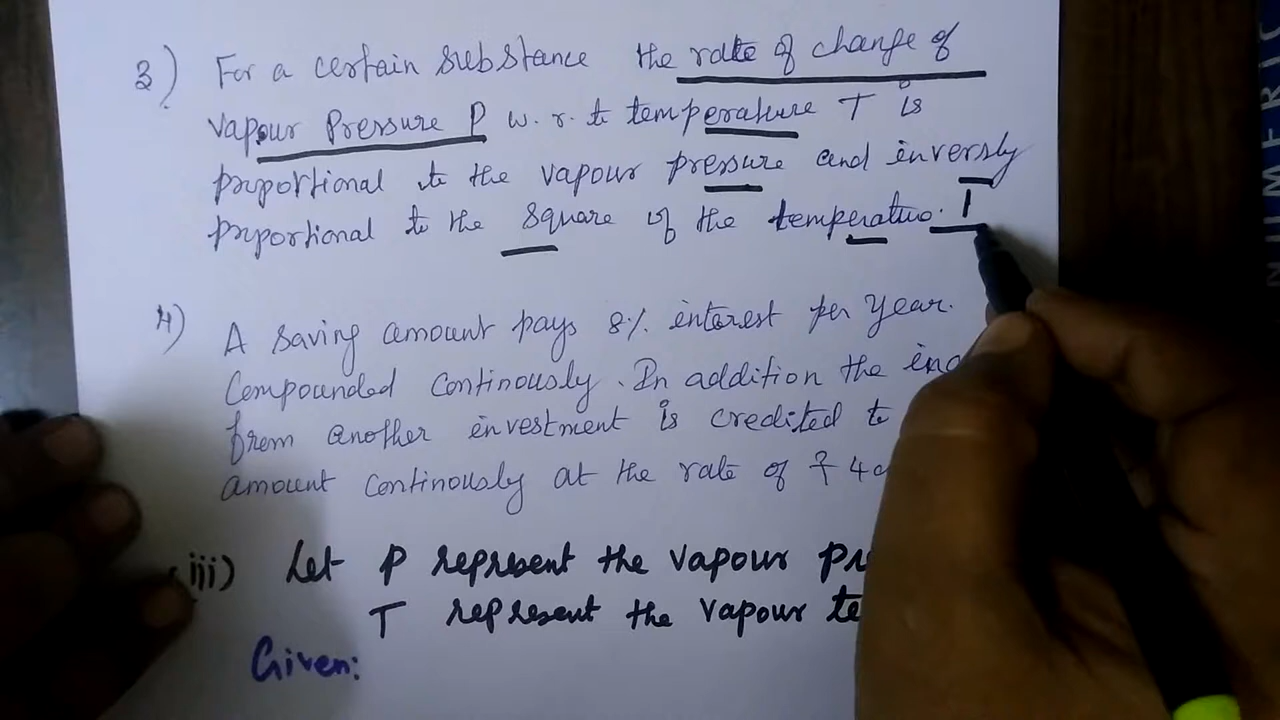 3) For a certain substance the rate of change of
vapour Pressure P w.r.to temperature T is
proportional to the vapour pressure and inversly
proportional to the square of the temperature. T
4) A saving amount pays 8% interest per year.
Compounded continously. In addition the
from another investment is credited to
amount continously at the rate of ₹
(iii) Let P represent the vapour
T represent the vapour
Given:
NUMERIC